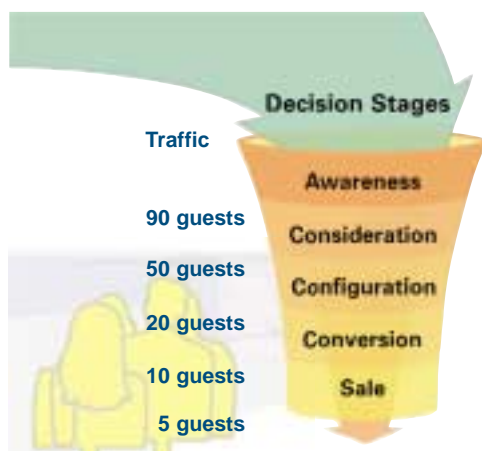 Decision Stages
Traffic
Awareness
90 guests
Consideration
50 guests
Configuration
20 guests
Conversion
10 guests
Sale
5 guests